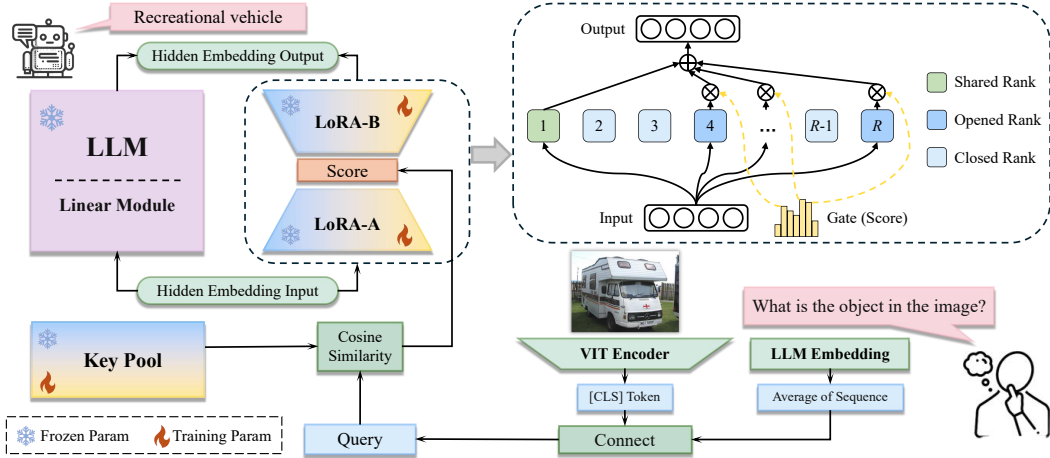 Recreational vehicle
Hidden Embedding Output
LLM
Linear Module
LoRA-B
Score
LoRA-A
Hidden Embedding Input
Key Pool
Cosine
Similarity
Frozen Param
Training Param
Query
Output
1
2
3
4
...
R-1
R
Shared Rank
Opened Rank
Closed Rank
Input
Gate (Score)
What is the object in the image?
VIT Encoder
LLM Embedding
[CLS] Token
Average of Sequence
Connect